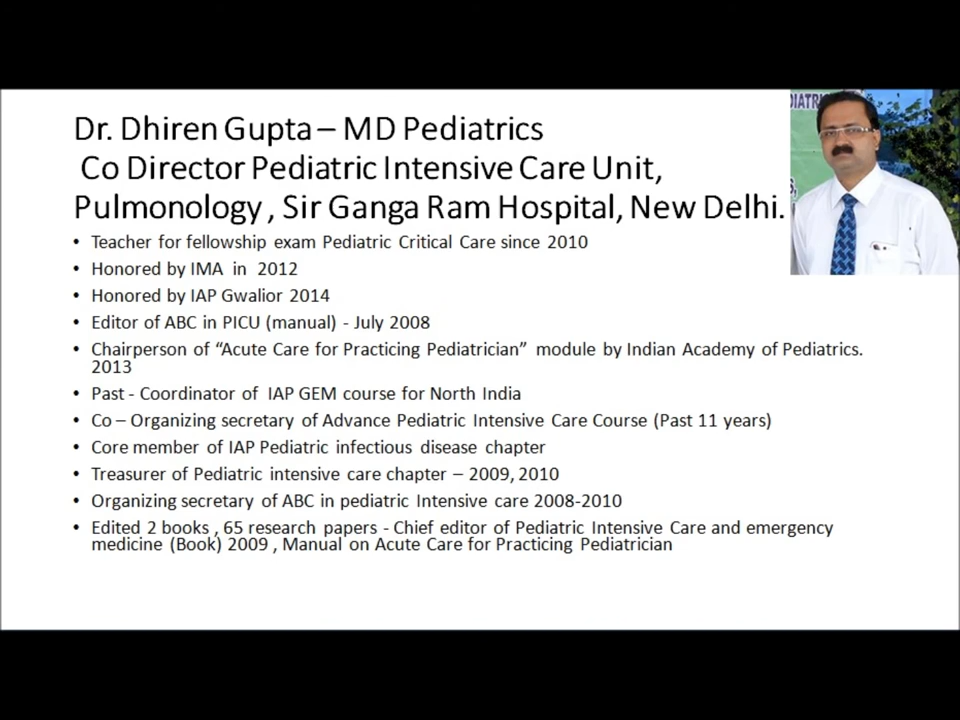 Dr. Dhiren Gupta – MD Pediatrics
Co Director Pediatric Intensive Care Unit,
Pulmonology , Sir Ganga Ram Hospital, New Delhi.
• Teacher for fellowship exam Pediatric Critical Care since 2010
• Honored by IMA in 2012
• Honored by IAP Gwalior 2014
• Editor of ABC in PICU (manual) - July 2008
• Chairperson of “Acute Care for Practicing Pediatrician” module by Indian Academy of Pediatrics.
2013
• Past - Coordinator of IAP GEM course for North India
• Co – Organizing secretary of Advance Pediatric Intensive Care Course (Past 11 years)
• Core member of IAP Pediatric infectious disease chapter
• Treasurer of Pediatric intensive care chapter – 2009, 2010
• Organizing secretary of ABC in pediatric Intensive care 2008-2010
• Edited 2 books , 65 research papers - Chief editor of Pediatric Intensive Care and emergency
medicine (Book) 2009 , Manual on Acute Care for Practicing Pediatrician